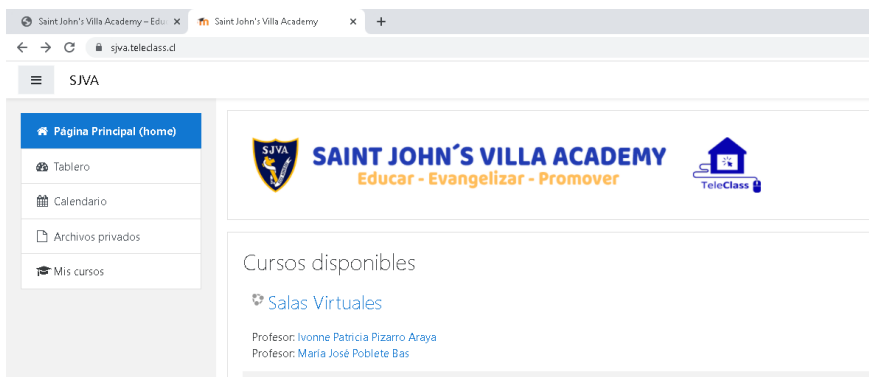 Saint John's Villa Academy – Edu
Saint John's Villa Academy
sjva.teleclass.cl
SJVA
Página Principal (home)
Tablero
Calendario
Archivos privados
Mis cursos
SJVA
SAINT JOHN´S VILLA ACADEMY
Educar - Evangelizar - Promover
TeleClass
Cursos disponibles
Salas Virtuales
Profesor: Ivonne Patricia Pizarro Araya
Profesor: María José Poblete Bas